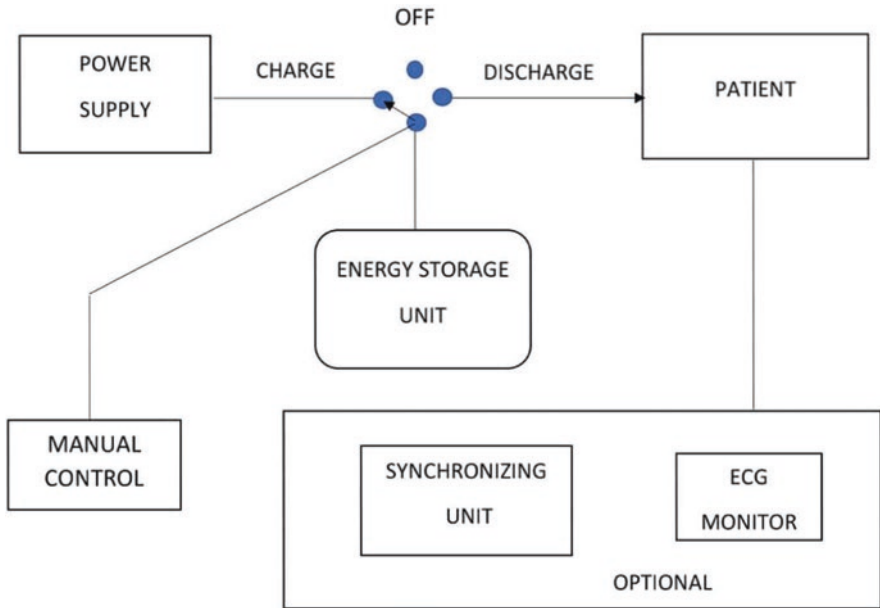 OFF
POWER
SUPPLY
CHARGE
DISCHARGE
PATIENT
ENERGY STORAGE
UNIT
MANUAL
CONTROL
SYNCHRONIZING
UNIT
ECG
MONITOR
OPTIONAL